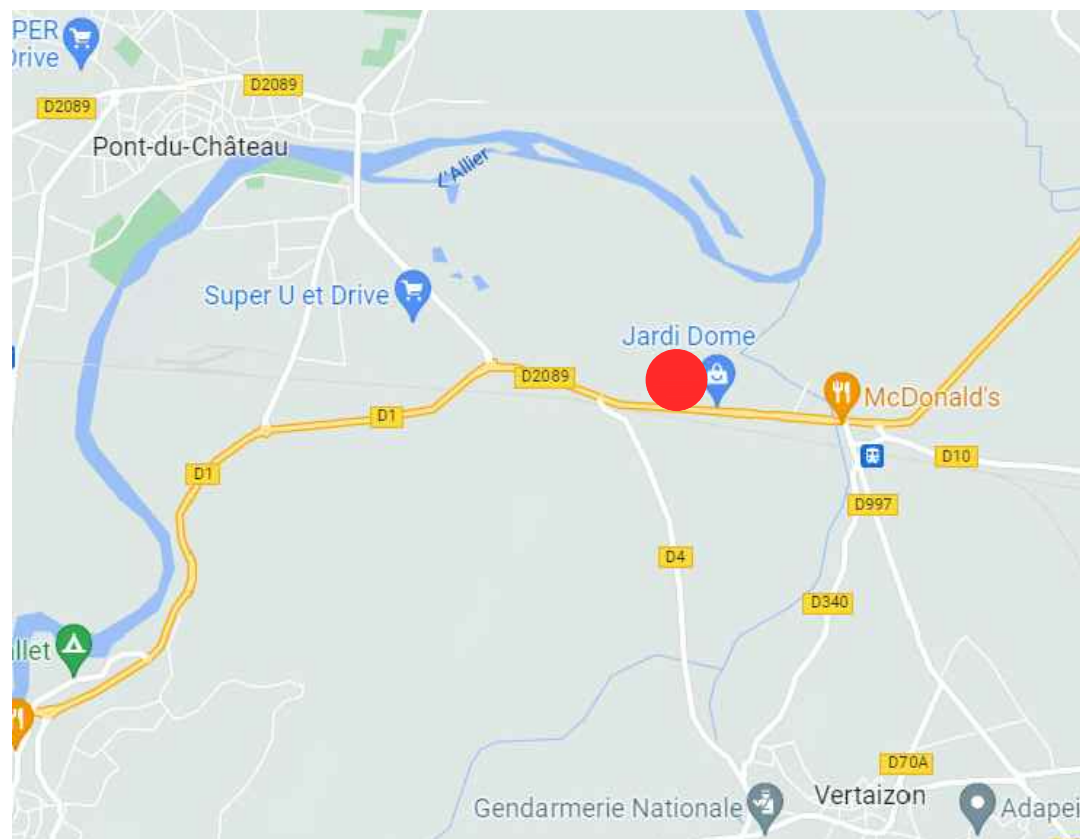 PER
Drive
D2089
D2089
Pont-du-Château
L'Allier
Super U et Drive
Jardi Dome
D2089
McDonald's
D1
D10
D1
D997
D4
D340
llet
D70A
Vertaizon
Gendarmerie Nationale
Adapei